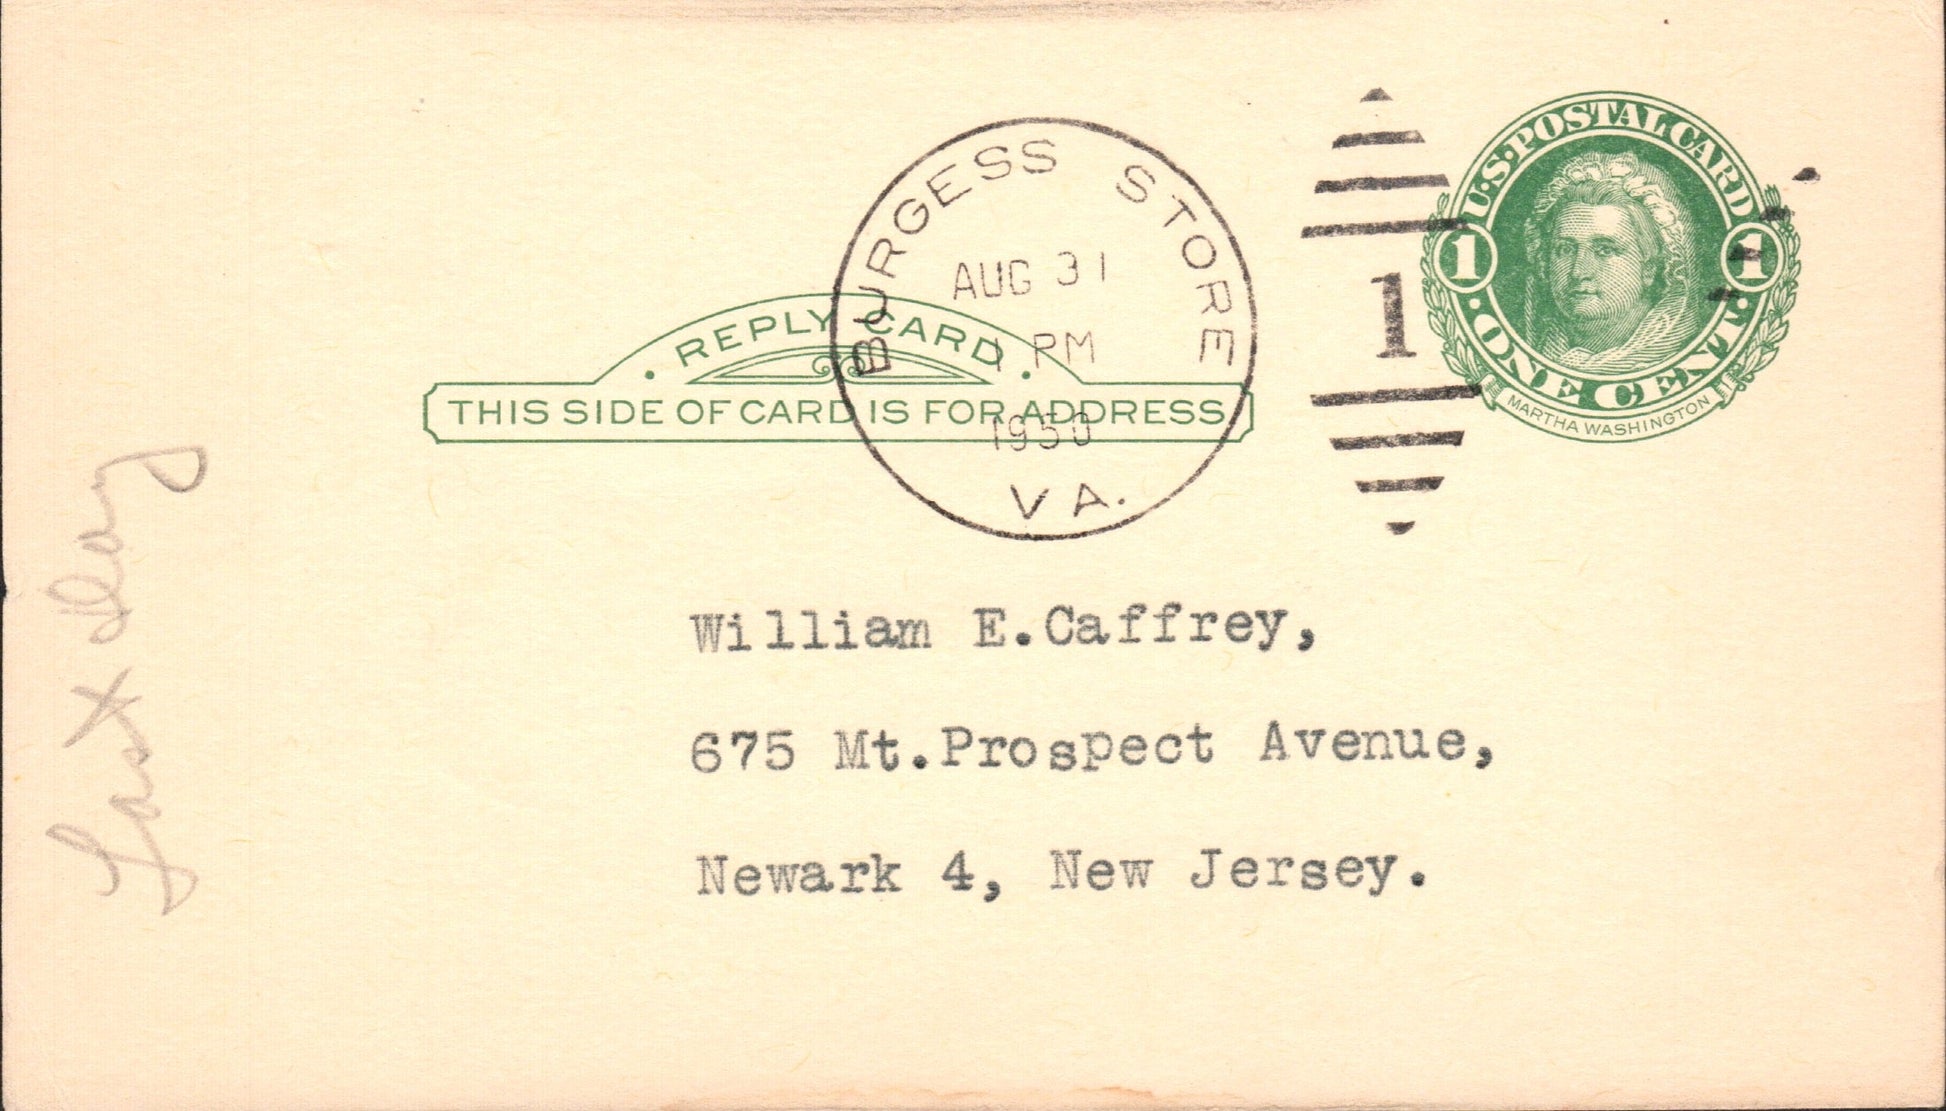 BURGESS STORE
AUG 31
1 PM
1950
VA.
1
U·S·POSTAL CARD
1 1
·ONE CENT·
MARTHA WASHINGTON
· REPLY CARD ·
THIS SIDE OF CARD IS FOR ADDRESS
William E.Caffrey,
675 Mt.Prospect Avenue,
Newark 4, New Jersey.
Last day